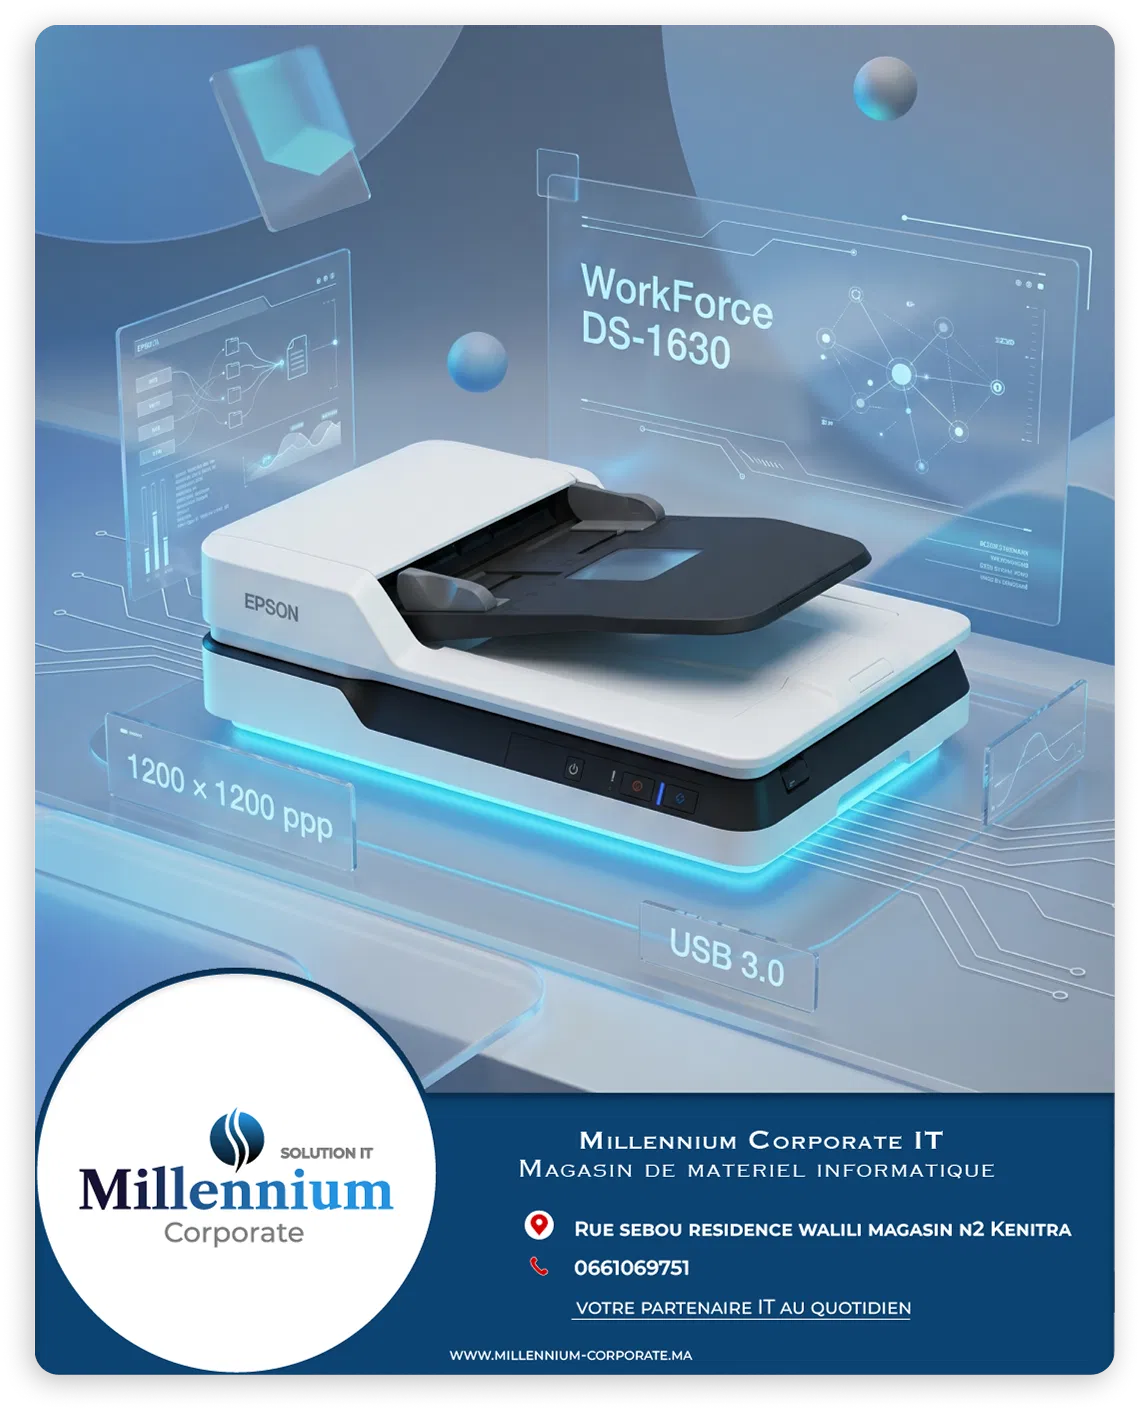 WorkForce
DS-1630
EPSON
1200 × 1200 ppp
USB 3.0
SOLUTION IT
Millennium
Corporate
MILLENNIUM CORPORATE IT
MAGASIN DE MATERIEL INFORMATIQUE
RUE SEBOU RESIDENCE WALILI MAGASIN N2 KENITRA
0661069751
VOTRE PARTENAIRE IT AU QUOTIDIEN
WWW.MILLENNIUM-CORPORATE.MA